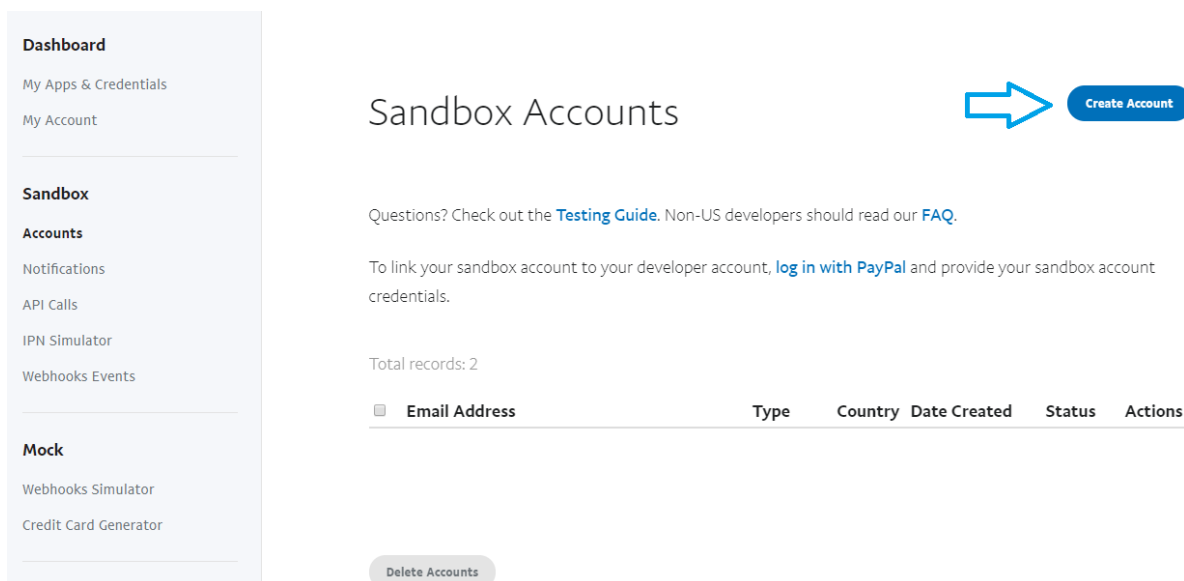 Dashboard
My Apps & Credentials
My Account
Sandbox
Accounts
Notifications
API Calls
IPN Simulator
Webhooks Events
Mock
Webhooks Simulator
Credit Card Generator
Sandbox Accounts
Create Account
Questions? Check out the Testing Guide. Non-US developers should read our FAQ.
To link your sandbox account to your developer account, log in with PayPal and provide your sandbox account
credentials.
Total records: 2
Email Address Type Country Date Created Status Actions
Delete Accounts